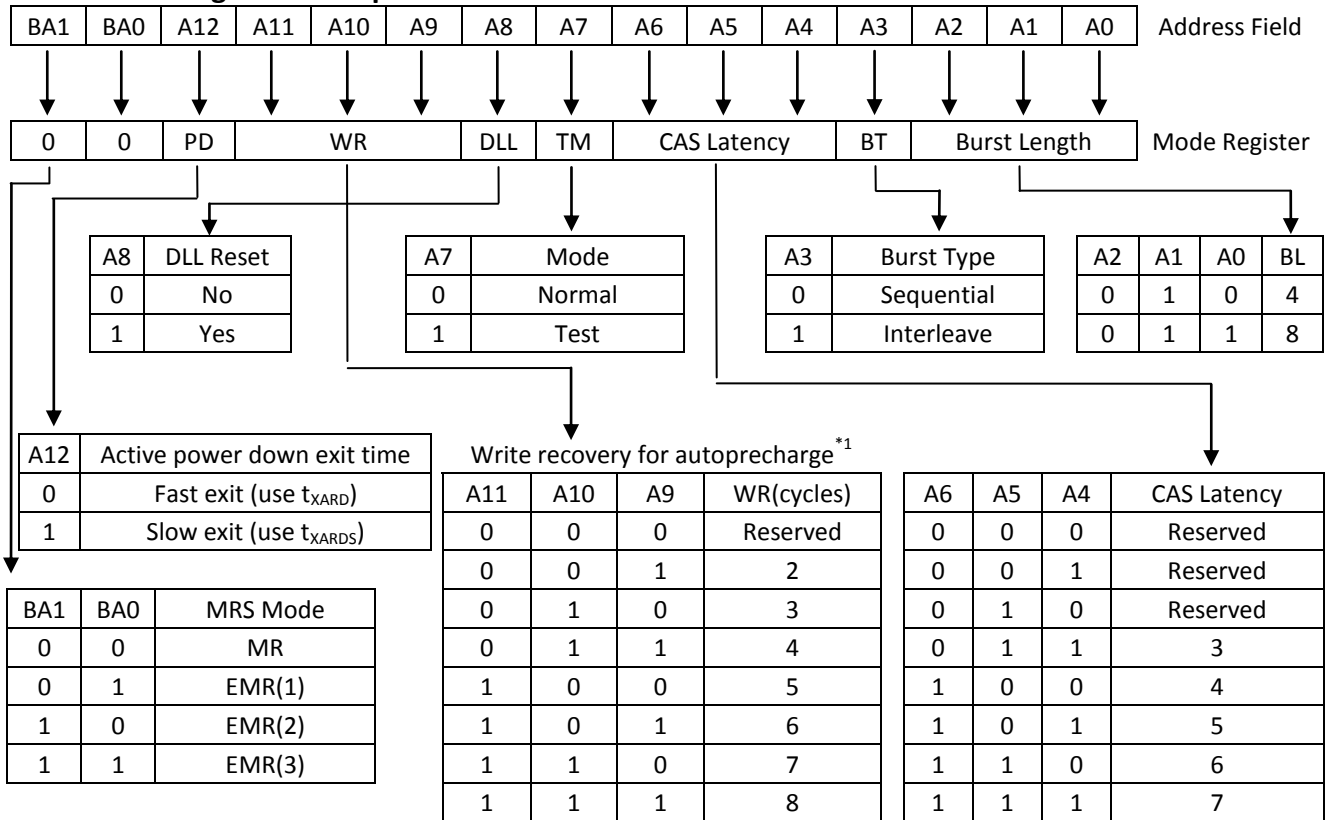 BA1 BA0 A12 A11 A10 A9 A8 A7 A6 A5 A4 A3 A2 A1 A0 Address Field
0 0 PD WR DLL TM CAS Latency BT Burst Length Mode Register
A8 DLL Reset
0 No
1 Yes
A7 Mode
0 Normal
1 Test
A3 Burst Type
0 Sequential
1 Interleave
A2 A1 A0 BL
0 1 0 4
0 1 1 8
A12 Active power down exit time
0 Fast exit (use tXARD)
1 Slow exit (use tXARDS)
BA1 BA0 MRS Mode
0 0 MR
0 1 EMR(1)
1 0 EMR(2)
1 1 EMR(3)
Write recovery for autoprecharge*1
A11 A10 A9 WR(cycles)
0 0 0 Reserved
0 0 1 2
0 1 0 3
0 1 1 4
1 0 0 5
1 0 1 6
1 1 0 7
1 1 1 8
A6 A5 A4 CAS Latency
0 0 0 Reserved
0 0 1 Reserved
0 1 0 Reserved
0 1 1 3
1 0 0 4
1 0 1 5
1 1 0 6
1 1 1 7